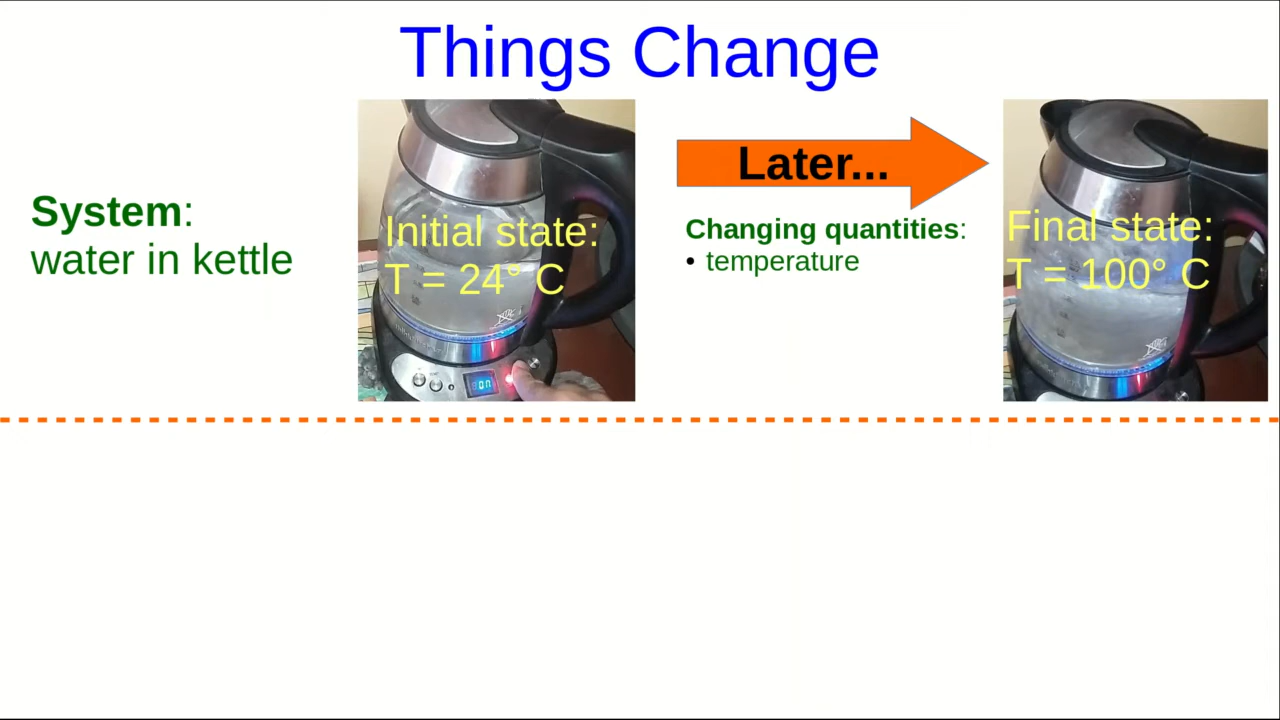 Things Change
System:
water in kettle
Initial state:
T = 24° C
Later...
Changing quantities:
• temperature
Final state:
T = 100° C